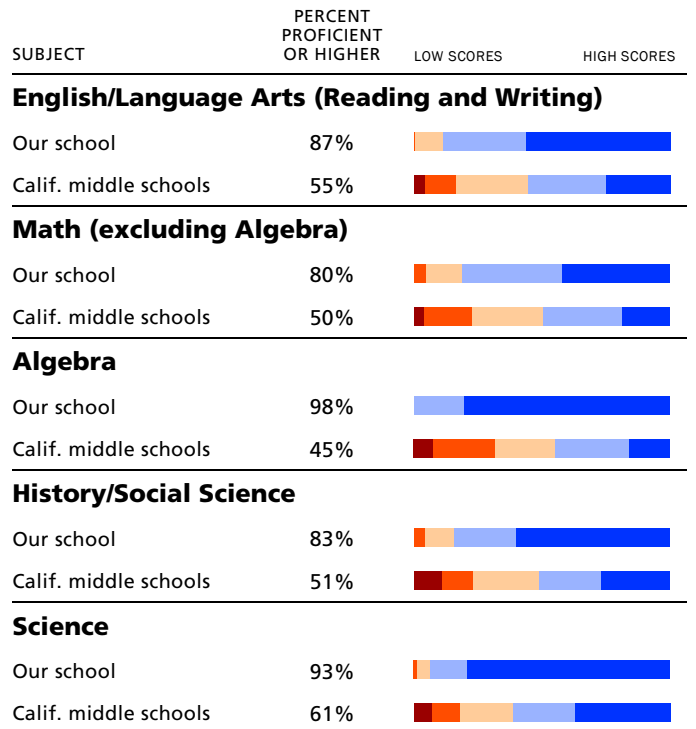 SUBJECT PERCENT PROFICIENT OR HIGHER LOW SCORES HIGH SCORES
English/Language Arts (Reading and Writing)
Our school 87%
Calif. middle schools 55%
Math (excluding Algebra)
Our school 80%
Calif. middle schools 50%
Algebra
Our school 98%
Calif. middle schools 45%
History/Social Science
Our school 83%
Calif. middle schools 51%
Science
Our school 93%
Calif. middle schools 61%